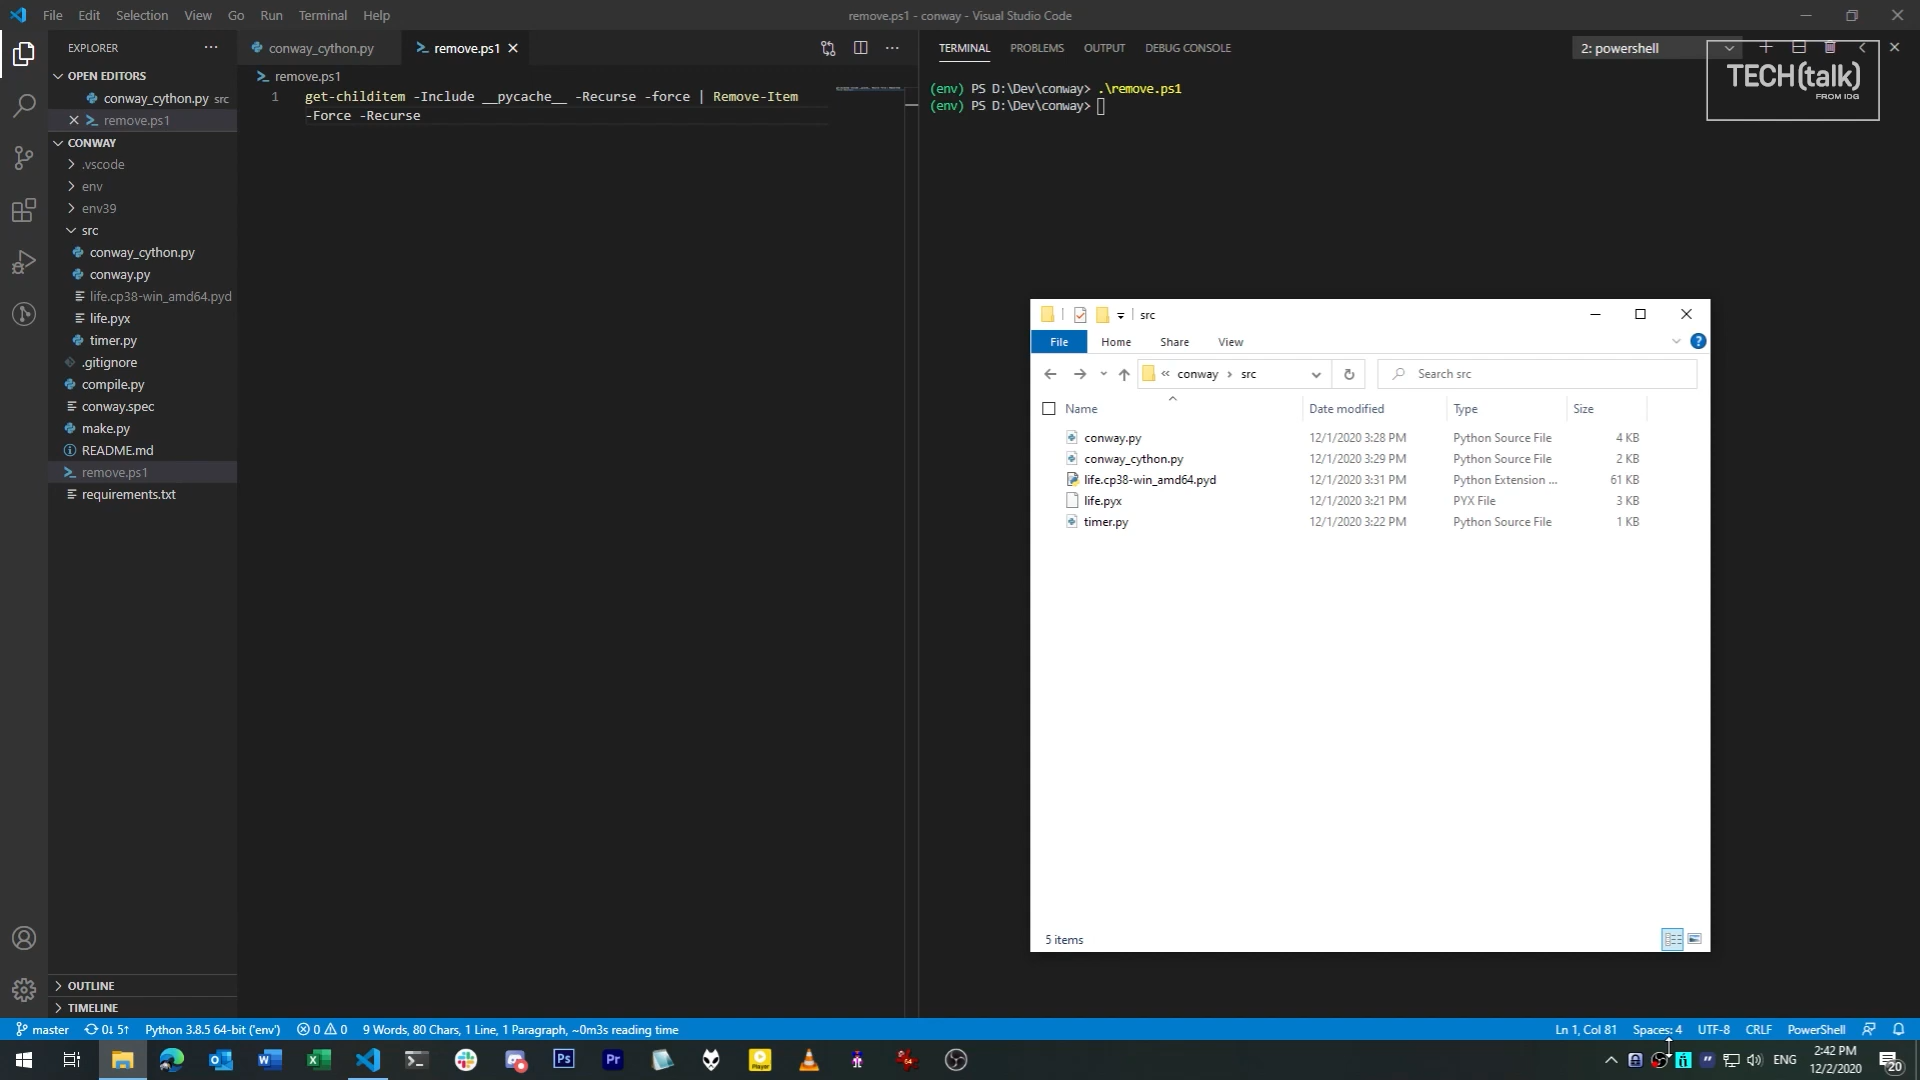 File Edit Selection View Go Run Terminal Help
remove.ps1 - conway - Visual Studio Code
EXPLORER
OPEN EDITORS
conway_cython.py src
remove.ps1
CONWAY
.vscode
env
env39
src
conway_cython.py
conway.py
life.cp38-win_amd64.pyd
life.pyx
timer.py
.gitignore
compile.py
conway.spec
make.py
README.md
remove.ps1
requirements.txt
OUTLINE
TIMELINE
conway_cython.py
remove.ps1
remove.ps1
1 get-childitem -Include __pycache__ -Recurse -force | Remove-Item
-Force -Recurse
TERMINAL PROBLEMS OUTPUT DEBUG CONSOLE
2: powershell
TECH(talk)
FROM IDG
(env) PS D:\Dev\conway> .\remove.ps1
(env) PS D:\Dev\conway>
src
File Home Share View
« conway › src
Search src
Name Date modified Type Size
conway.py 12/1/2020 3:28 PM Python Source File 4 KB
conway_cython.py 12/1/2020 3:29 PM Python Source File 2 KB
life.cp38-win_amd64.pyd 12/1/2020 3:31 PM Python Extension ... 61 KB
life.pyx 12/1/2020 3:21 PM PYX File 3 KB
timer.py 12/1/2020 3:22 PM Python Source File 1 KB
5 items
master 0↓ 5↑ Python 3.8.5 64-bit ('env') 0 0 9 Words, 80 Chars, 1 Line, 1 Paragraph, ~0m3s reading time
Ln 1, Col 81 Spaces: 4 UTF-8 CRLF PowerShell
Ps
Pr
ENG
2:42 PM
12/2/2020
20